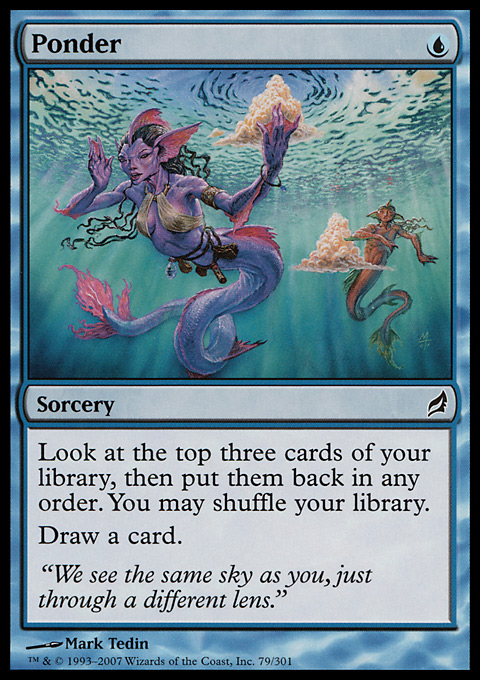 Ponder
Sorcery
Look at the top three cards of your
library, then put them back in any
order. You may shuffle your library.
Draw a card.
“We see the same sky as you, just
through a different lens.”
Mark Tedin
™ & © 1993–2007 Wizards of the Coast, Inc. 79/301